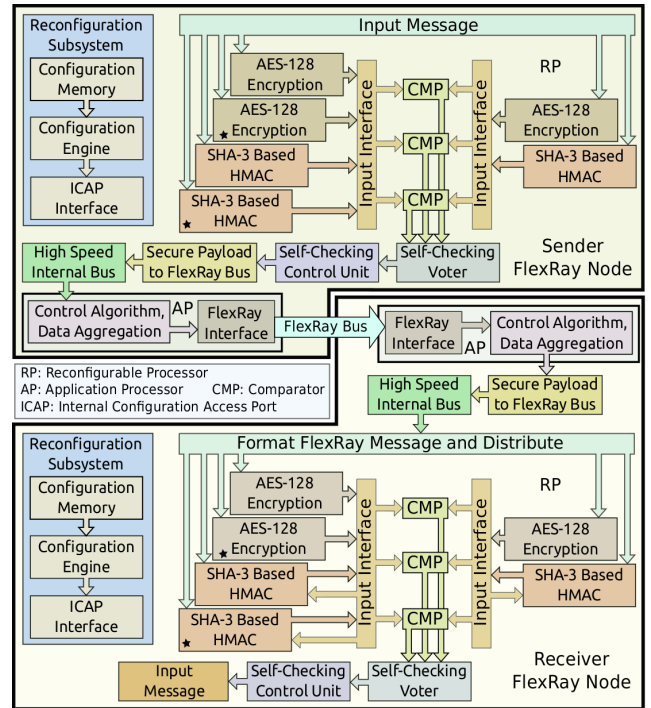 Reconfiguration
Subsystem
Configuration
Memory
Configuration
Engine
ICAP
Interface
Input Message
AES-128
Encryption
AES-128
Encryption
SHA-3 Based
HMAC
SHA-3 Based
HMAC
Input Interface
CMP
CMP
CMP
Input Interface
RP
AES-128
Encryption
SHA-3 Based
HMAC
Sender
FlexRay Node
High Speed
Internal Bus
Secure Payload
to FlexRay Bus
Self-Checking
Control Unit
Self-Checking
Voter
Control Algorithm,
Data Aggregation
AP
FlexRay
Interface
FlexRay Bus
FlexRay
Interface
AP
Control Algorithm,
Data Aggregation
RP: Reconfigurable Processor
AP: Application Processor CMP: Comparator
ICAP: Internal Configuration Access Port
High Speed
Internal Bus
Secure Payload
to FlexRay Bus
Reconfiguration
Subsystem
Configuration
Memory
Configuration
Engine
ICAP
Interface
Format FlexRay Message and Distribute
AES-128
Encryption
AES-128
Encryption
SHA-3 Based
HMAC
SHA-3 Based
HMAC
Input Interface
CMP
CMP
CMP
Input Interface
RP
AES-128
Encryption
SHA-3 Based
HMAC
Input
Message
Self-Checking
Control Unit
Self-Checking
Voter
Receiver
FlexRay Node